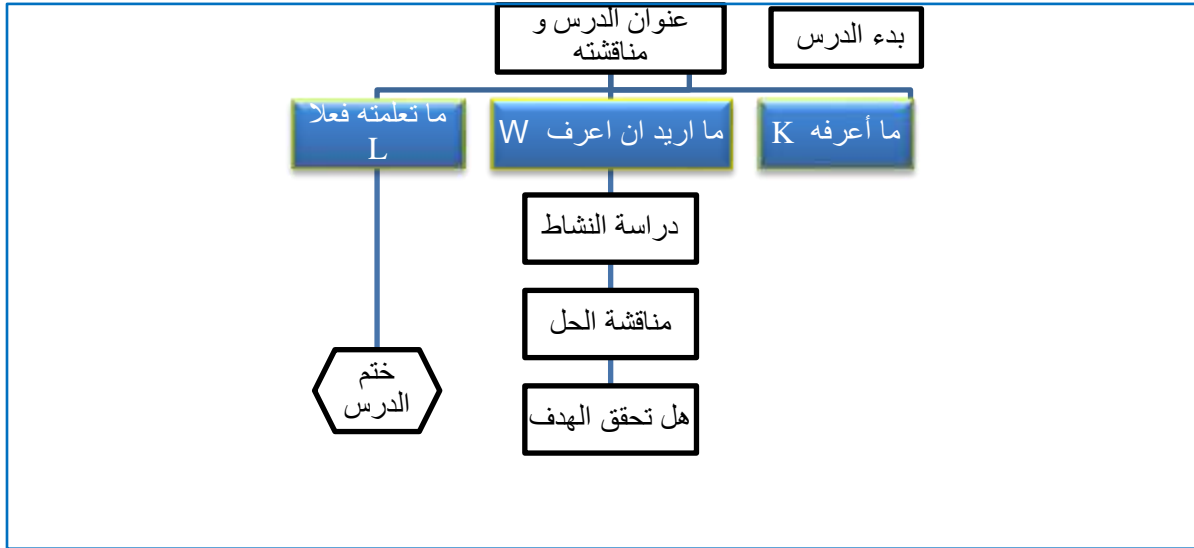 بدء الدرس
عنوان الدرس و
مناقشته
ما أعرفه K
ما اريد ان اعرف W
ما تعلمته فعلا
L
دراسة النشاط
مناقشة الحل
هل تحقق الهدف
ختم
الدرس